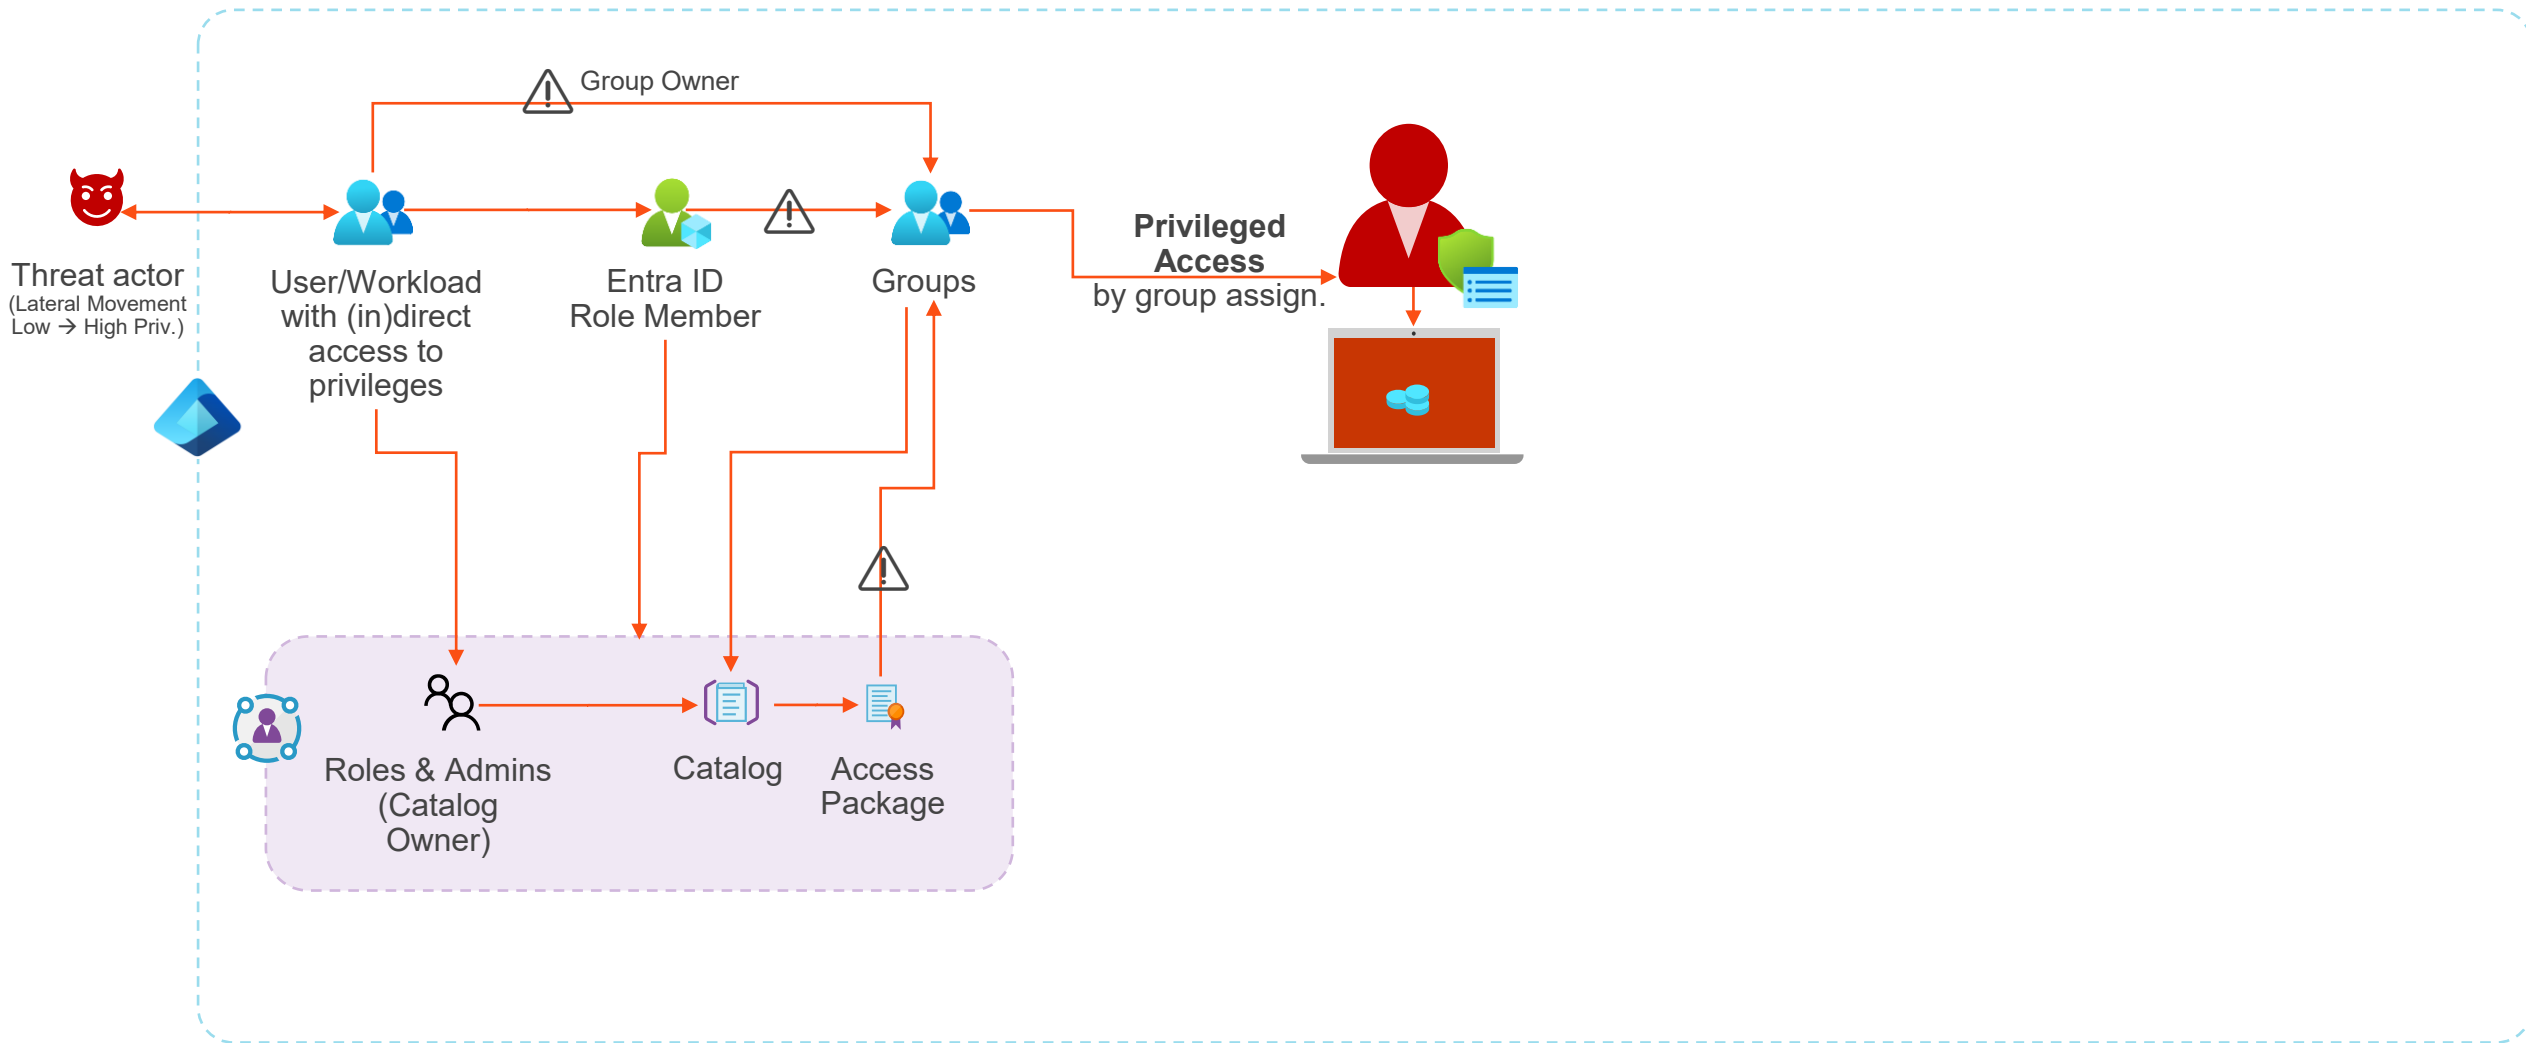 Group Owner
Threat actor
(Lateral Movement
Low → High Priv.)
User/Workload
with (in)direct
access to
privileges
Entra ID
Role Member
Groups
Privileged
Access
by group assign.
Roles & Admins
(Catalog
Owner)
Catalog
Access
Package